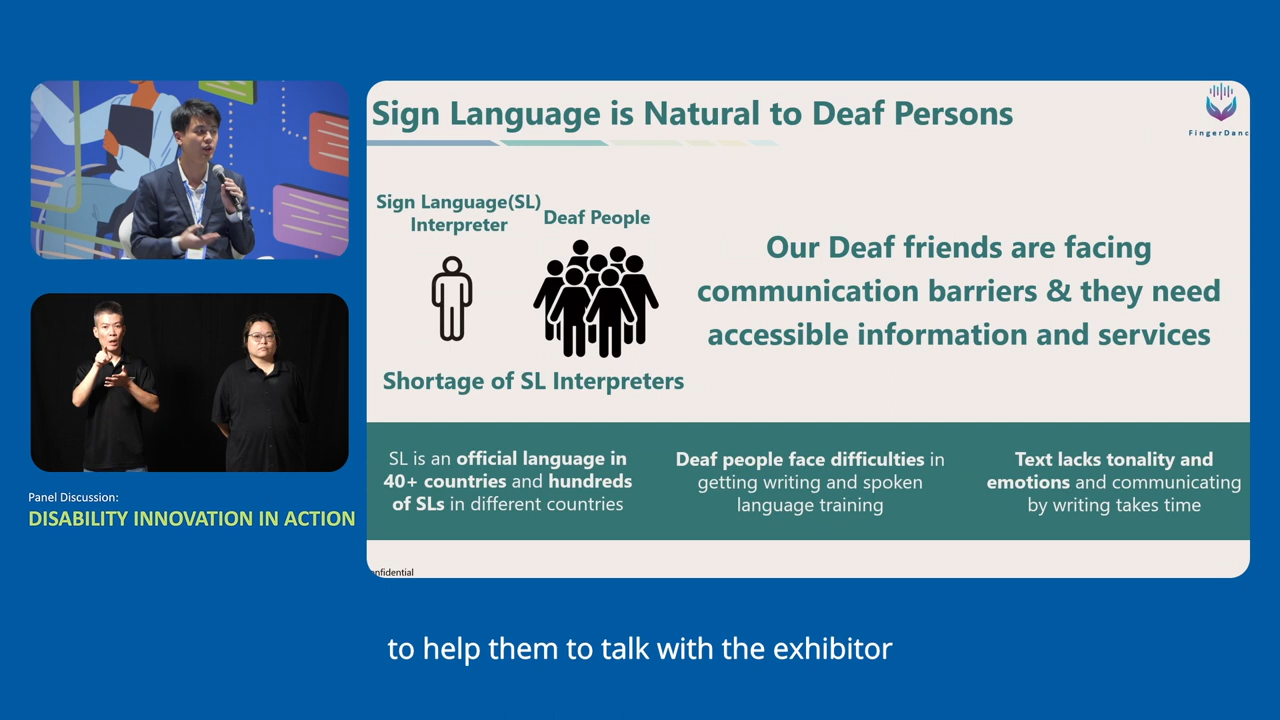 Sign Language is Natural to Deaf Persons
FingerDanc
Sign Language(SL)
Interpreter
Deaf People
Shortage of SL Interpreters
Our Deaf friends are facing
communication barriers & they need
accessible information and services
SL is an official language in
40+ countries and hundreds
of SLs in different countries
Deaf people face difficulties in
getting writing and spoken
language training
Text lacks tonality and
emotions and communicating
by writing takes time
onfidential
Panel Discussion:
DISABILITY INNOVATION IN ACTION
to help them to talk with the exhibitor